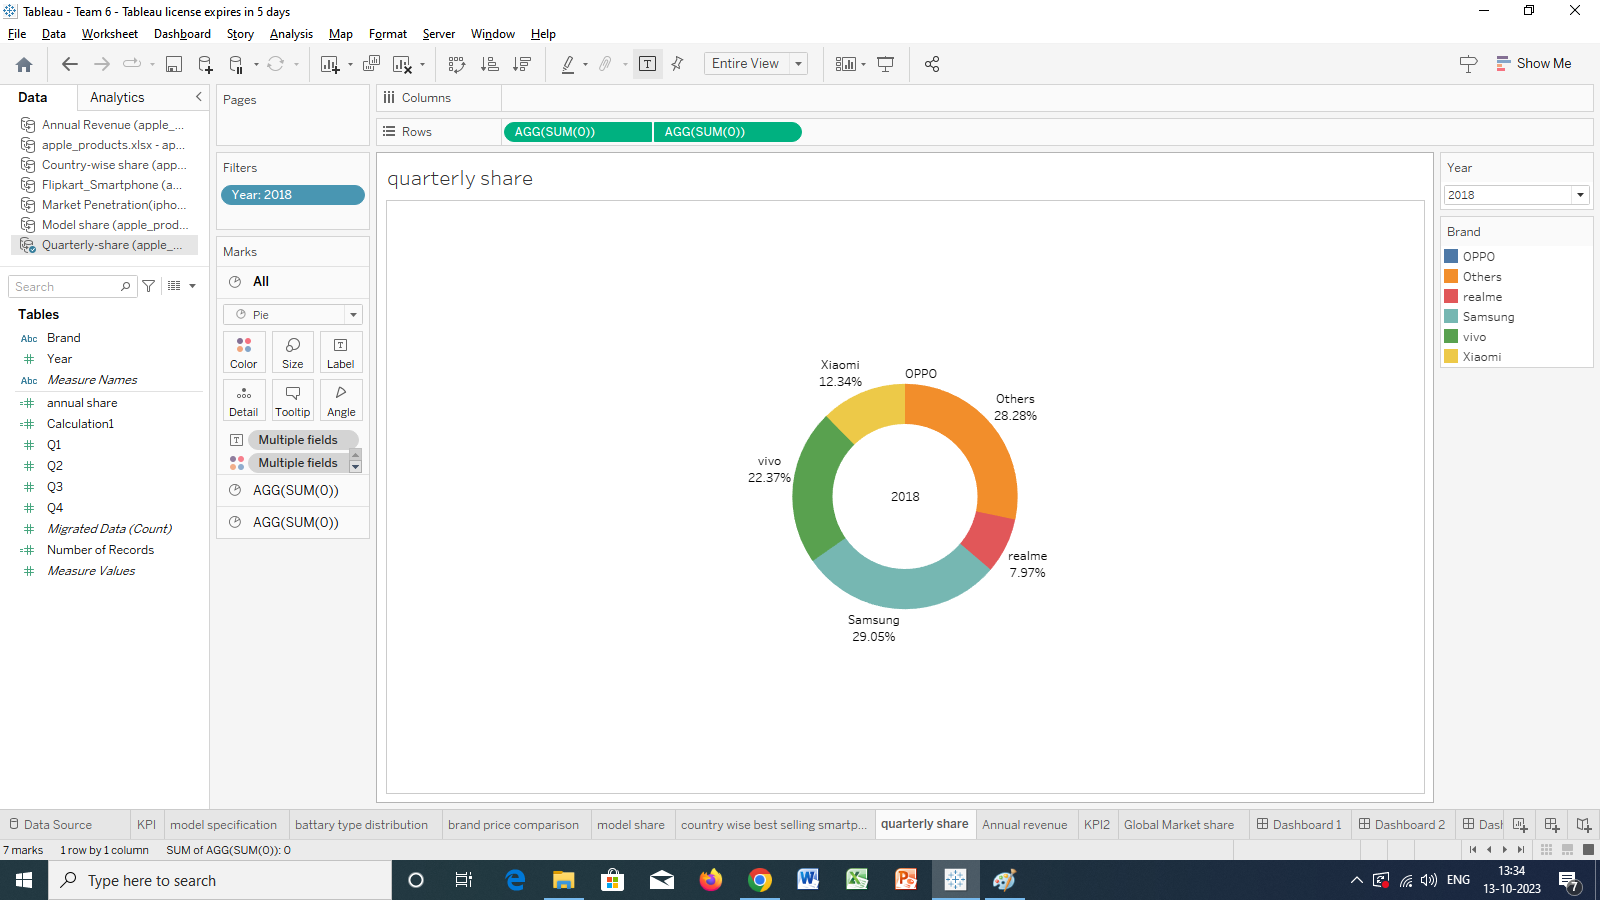 Tableau - Team 6 - Tableau license expires in 5 days
File Data Worksheet Dashboard Story Analysis Map Format Server Window Help
Entire View
Show Me
Data Analytics
Annual Revenue (apple_...
apple_products.xlsx - ap...
Country-wise share (app...
Flipkart_Smartphone (a...
Market Penetration(ipho...
Model share (apple_prod...
Quarterly-share (apple_...
Search
Tables
Abc Brand
Year
Abc Measure Names
annual share
Calculation1
Q1
Q2
Q3
Q4
Migrated Data (Count)
Number of Records
Measure Values
Pages
Filters
Year: 2018
Marks
All
Pie
Color Size Label
Detail Tooltip Angle
Multiple fields
Multiple fields
AGG(SUM(0))
AGG(SUM(0))
Columns
Rows AGG(SUM(0)) AGG(SUM(0))
quarterly share
Xiaomi
12.34%
OPPO
Others
28.28%
vivo
22.37%
2018
realme
7.97%
Samsung
29.05%
Year
2018
Brand
OPPO
Others
realme
Samsung
vivo
Xiaomi
Data Source KPI model specification battary type distribution brand price comparison model share country wise best selling smartp... quarterly share Annual revenue KPI2 Global Market share Dashboard 1 Dashboard 2 Dash
7 marks 1 row by 1 column SUM of AGG(SUM(0)): 0
Type here to search
ENG
13:34
13-10-2023
7